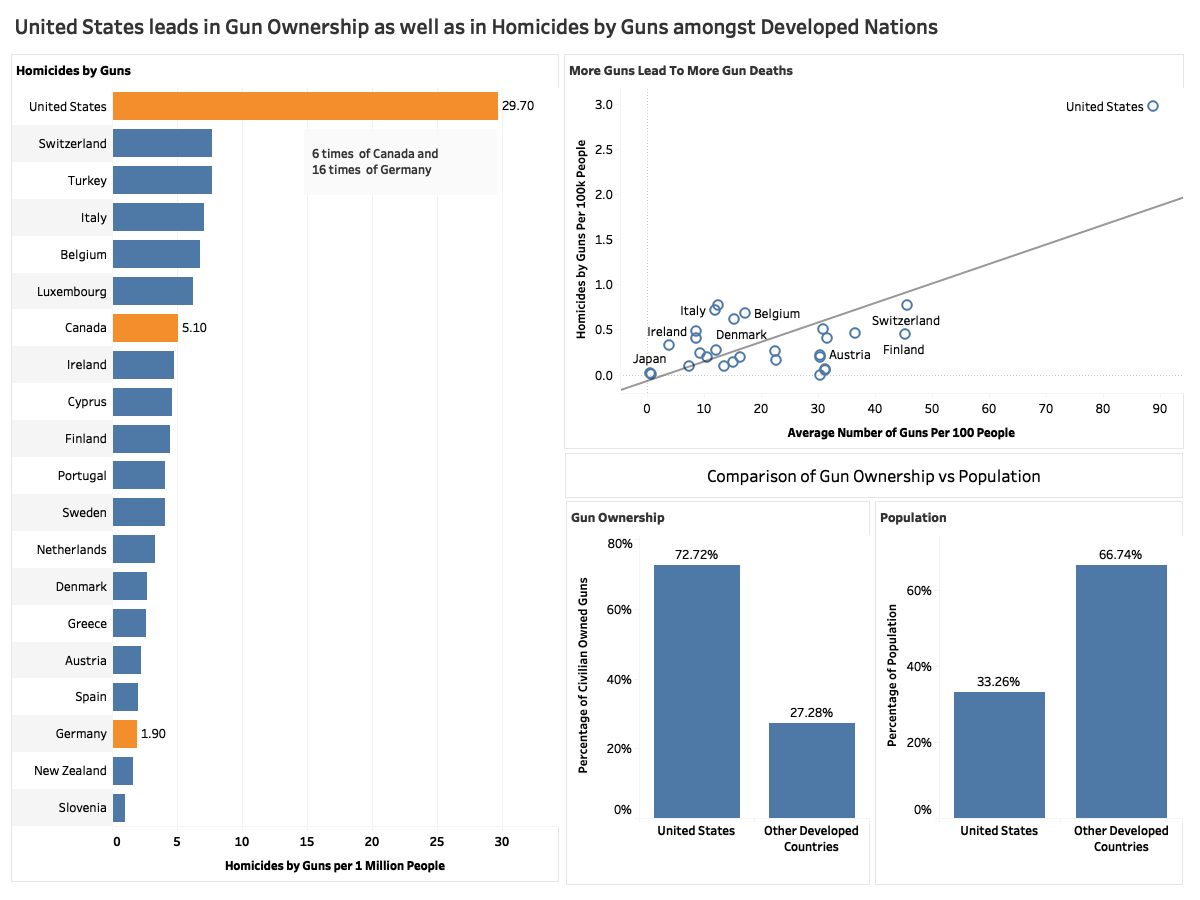 United States leads in Gun Ownership as well as in Homicides by Guns amongst Developed Nations
Homicides by Guns
United States
29.70
Switzerland
6 times of Canada and
16 times of Germany
Turkey
Italy
Belgium
Luxembourg
Canada
5.10
Ireland
Cyprus
Finland
Portugal
Sweden
Netherlands
Denmark
Greece
Austria
Spain
Germany
1.90
New Zealand
Slovenia
0 5 10 15 20 25 30
Homicides by Guns per 1 Million People
More Guns Lead To More Gun Deaths
Homicides by Guns Per 100k People
3.0
2.5
2.0
1.5
1.0
0.5
0.0
United States
Italy
Belgium
Switzerland
Ireland
Denmark
Finland
Japan
Austria
0 10 20 30 40 50 60 70 80 90
Average Number of Guns Per 100 People
Comparison of Gun Ownership vs Population
Gun Ownership
Percentage of Civilian Owned Guns
80%
60%
40%
20%
0%
72.72%
27.28%
United States
Other Developed
Countries
Population
Percentage of Population
60%
40%
20%
0%
33.26%
66.74%
United States
Other Developed
Countries